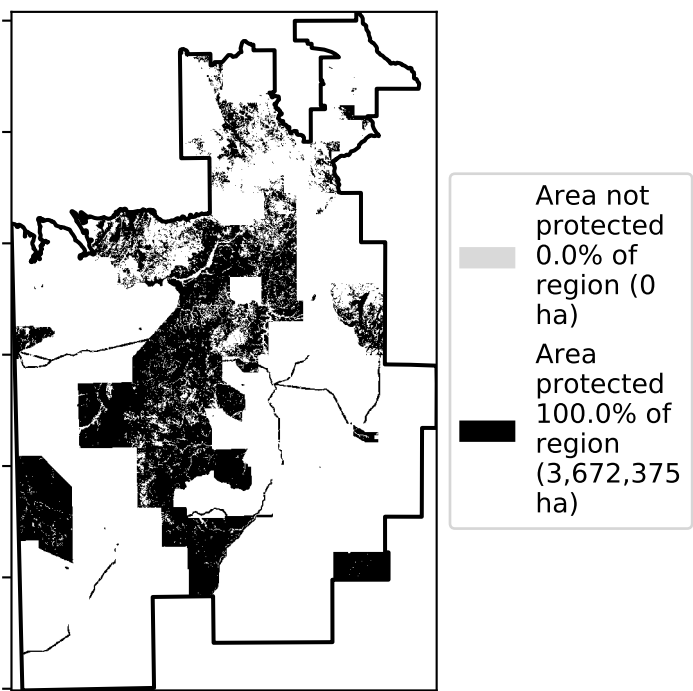 Area not
protected
0.0% of
region (0
ha)
Area
protected
100.0% of
region
(3,672,375
ha)